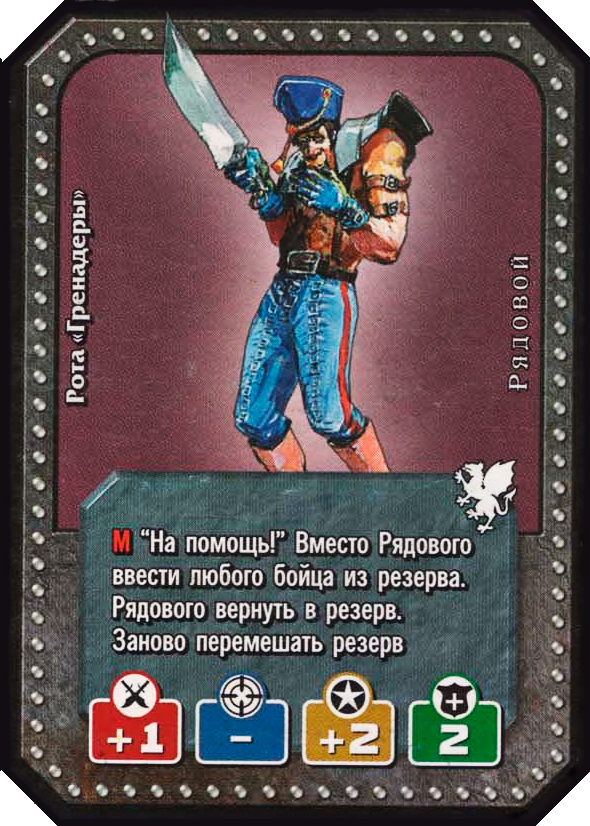 Рота «Гренадеры»
Рядовой
М “На помощь!” Вместо Рядового
ввести любого бойца из резерва.
Рядового вернуть в резерв.
Заново перемешать резерв
+1 – +2 2